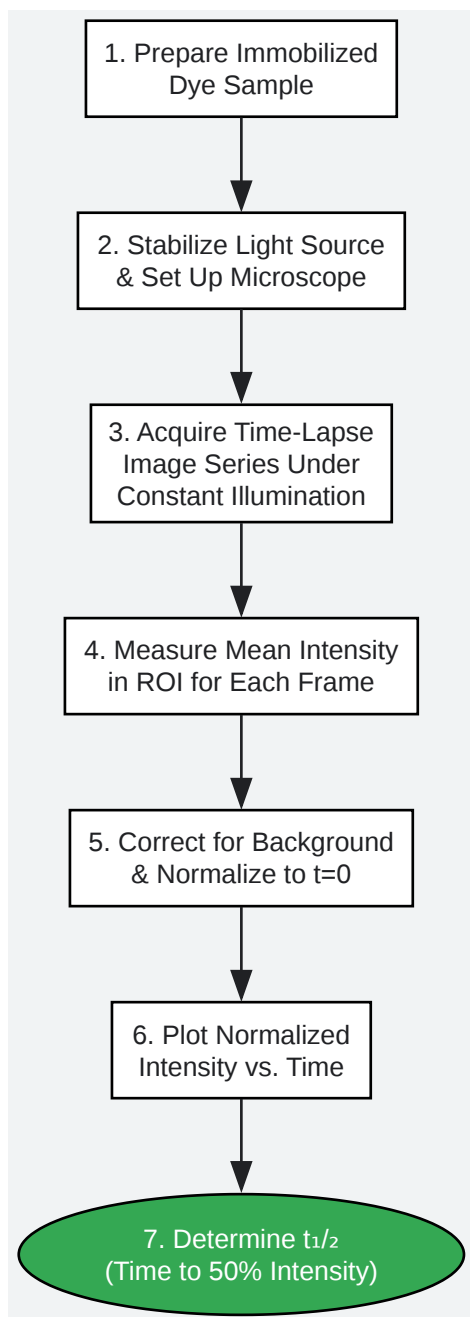 1. Prepare Immobilized
Dye Sample
2. Stabilize Light Source
& Set Up Microscope
3. Acquire Time-Lapse
Image Series Under
Constant Illumination
4. Measure Mean Intensity
in ROI for Each Frame
5. Correct for Background
& Normalize to t=0
6. Plot Normalized
Intensity vs. Time
7. Determine t₁/₂
(Time to 50% Intensity)